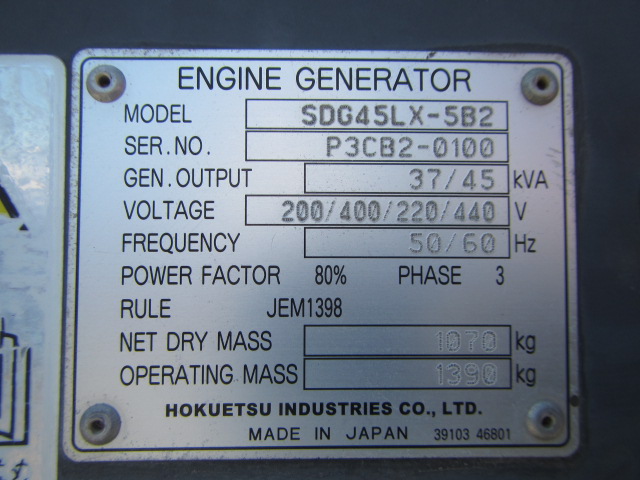 ENGINE GENERATOR
MODEL SDG45LX-5B2
SER.NO. P3CB2-0100
GEN.OUTPUT 37/45 kVA
VOLTAGE 200/400/220/440 V
FREQUENCY 50/60 Hz
POWER FACTOR 80% PHASE 3
RULE JEM1398
NET DRY MASS 1070 kg
OPERATING MASS 1390 kg
HOKUETSU INDUSTRIES CO., LTD.
MADE IN JAPAN 39103 46801